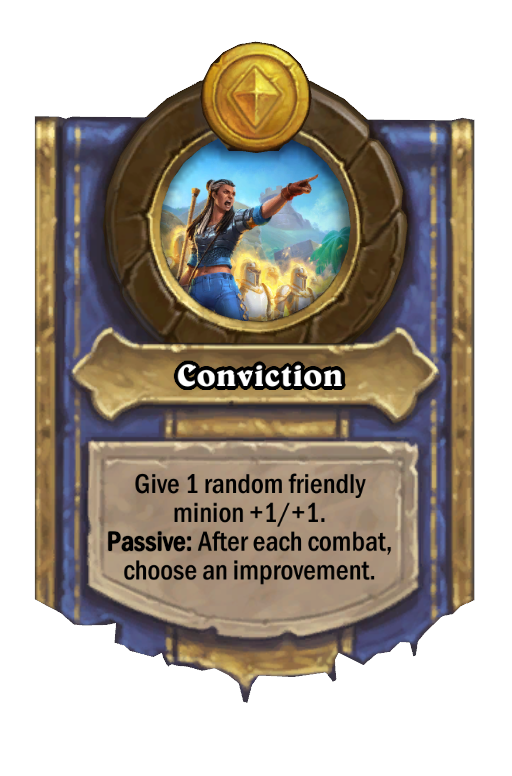 Conviction
Give 1 random friendly
minion +1/+1.
Passive: After each combat,
choose an improvement.